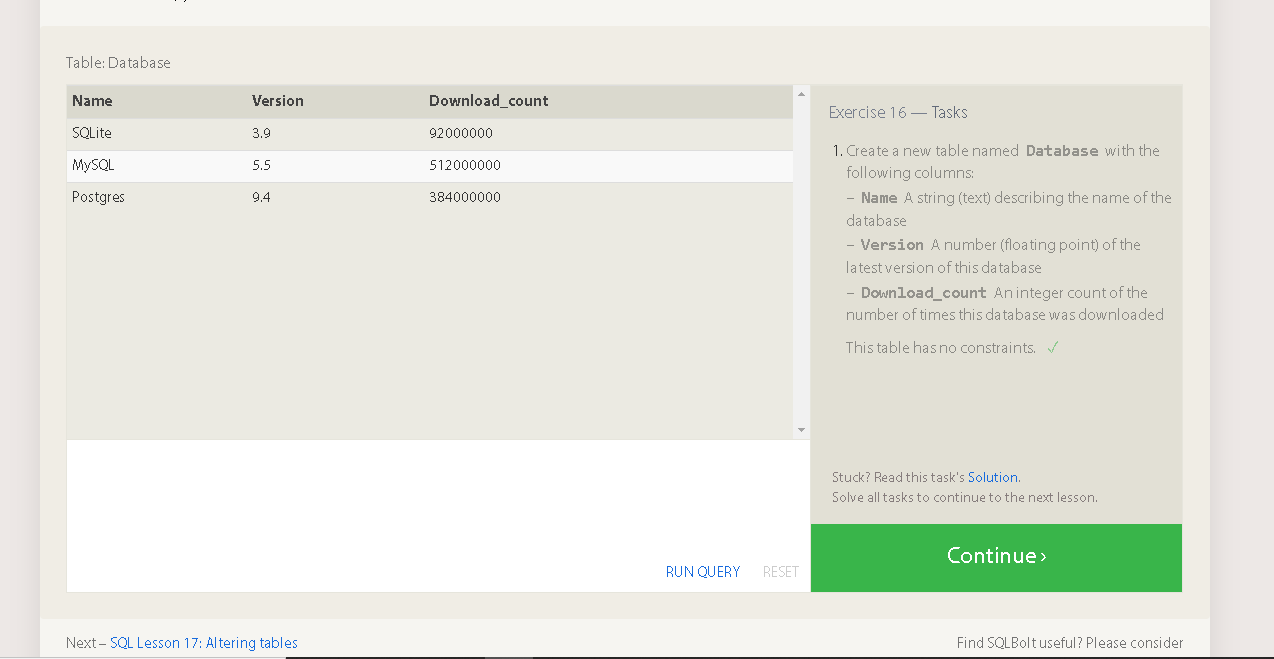 Table: Database
Name Version Download_count
SQLite 3.9 92000000
MySQL 5.5 512000000
Postgres 9.4 384000000
RUN QUERY RESET
Exercise 16 — Tasks
1. Create a new table named Database with the
following columns:
– Name A string (text) describing the name of the
database
– Version A number (floating point) of the
latest version of this database
– Download_count An integer count of the
number of times this database was downloaded
This table has no constraints. ✓
Stuck? Read this task's Solution.
Solve all tasks to continue to the next lesson.
Continue ›
Next – SQL Lesson 17: Altering tables
Find SQLBolt useful? Please consider